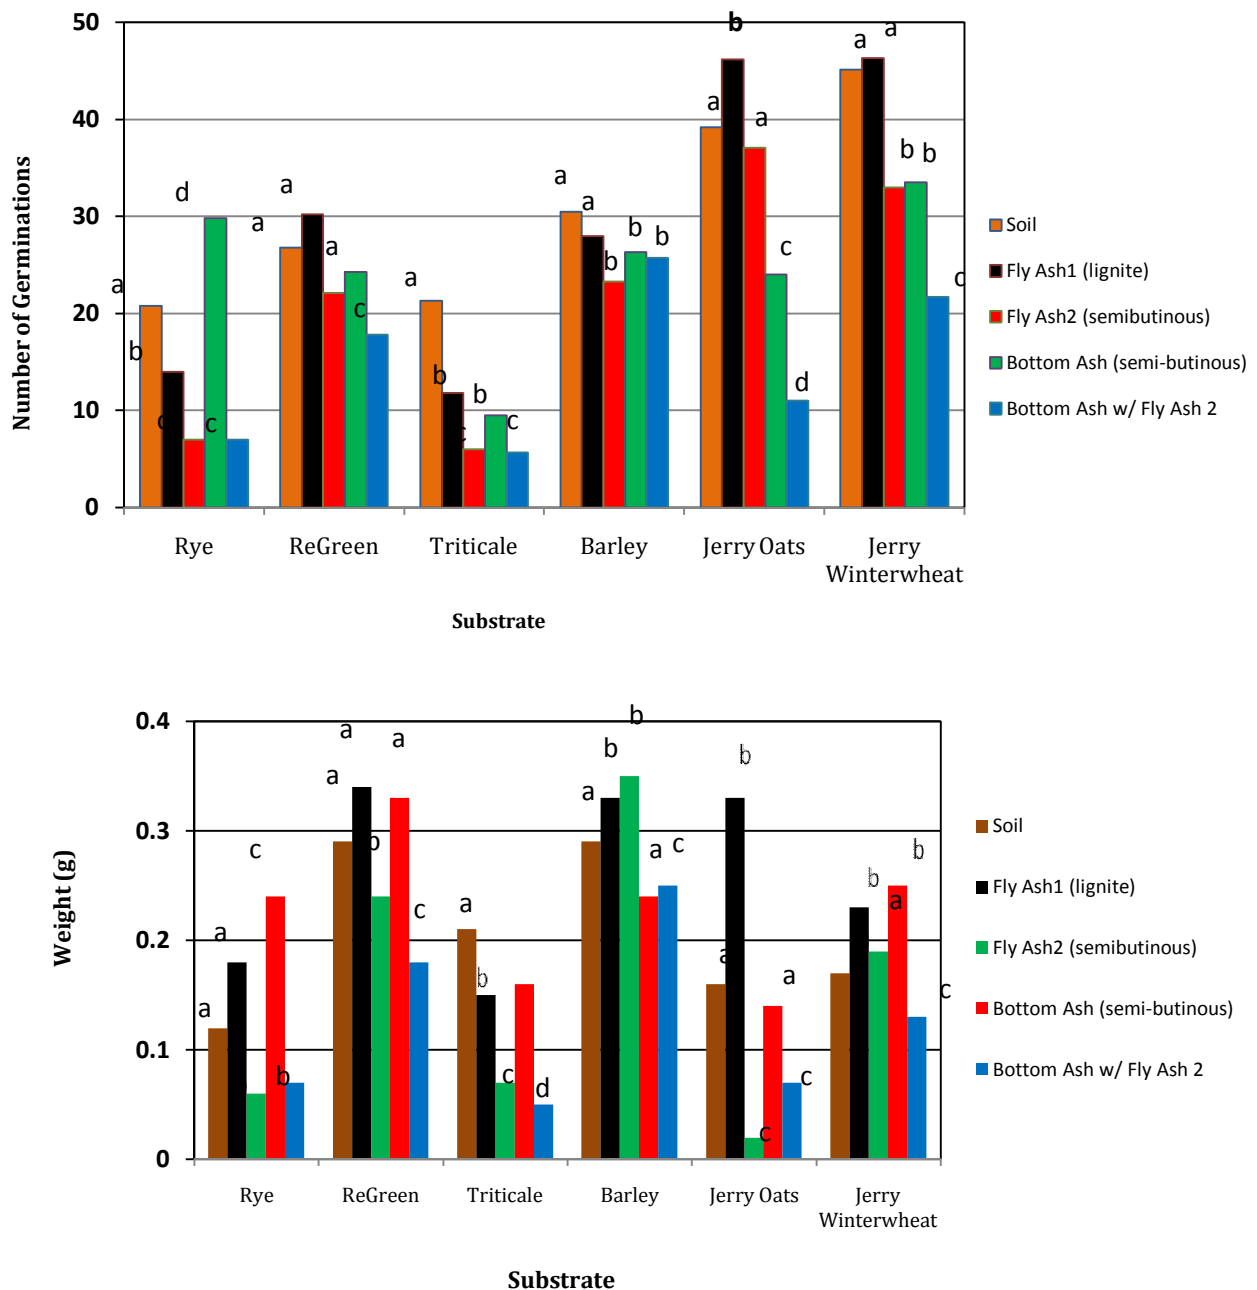 50
40
30
20
10
0
Number of Germinations
a b c c d
a a a c
a b c b c
a a b b b
a b a c d
a a b b c
Rye ReGreen Triticale Barley Jerry Oats Jerry
Winterwheat
Substrate
Soil
Fly Ash1 (lignite)
Fly Ash2 (semibutinous)
Bottom Ash (semi-butinous)
Bottom Ash w/ Fly Ash 2
0.4
0.3
0.2
0.1
0
Weight (g)
a a c b
a a b a c
a b c d
a b b a c
a b c a c
b a b c
Rye ReGreen Triticale Barley Jerry Oats Jerry
Winterwheat
Substrate
Soil
Fly Ash1 (lignite)
Fly Ash2 (semibutinous)
Bottom Ash (semi-butinous)
Bottom Ash w/ Fly Ash 2